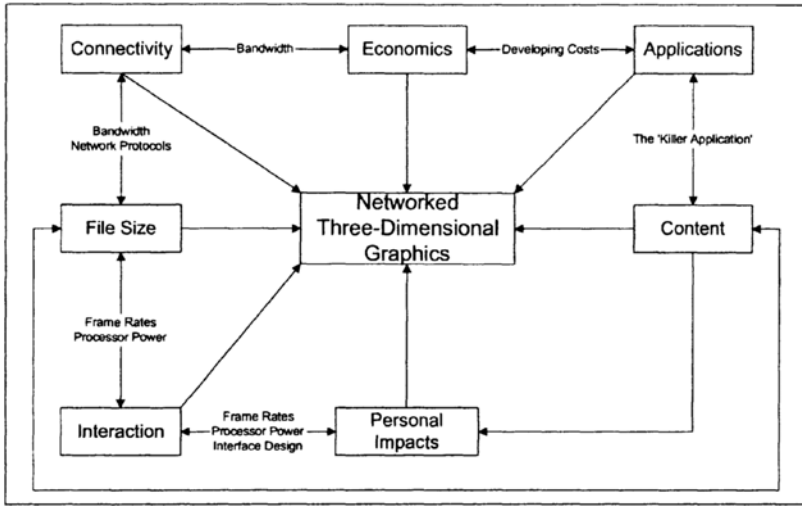 Connectivity
Bandwidth
Economics
Developing Costs
Applications
Bandwidth
Network Protocols
The 'Killer Application'
Networked
Three-Dimensional
Graphics
File Size
Content
Frame Rates
Processor Power
Interaction
Frame Rates
Processor Power
Interface Design
Personal
Impacts